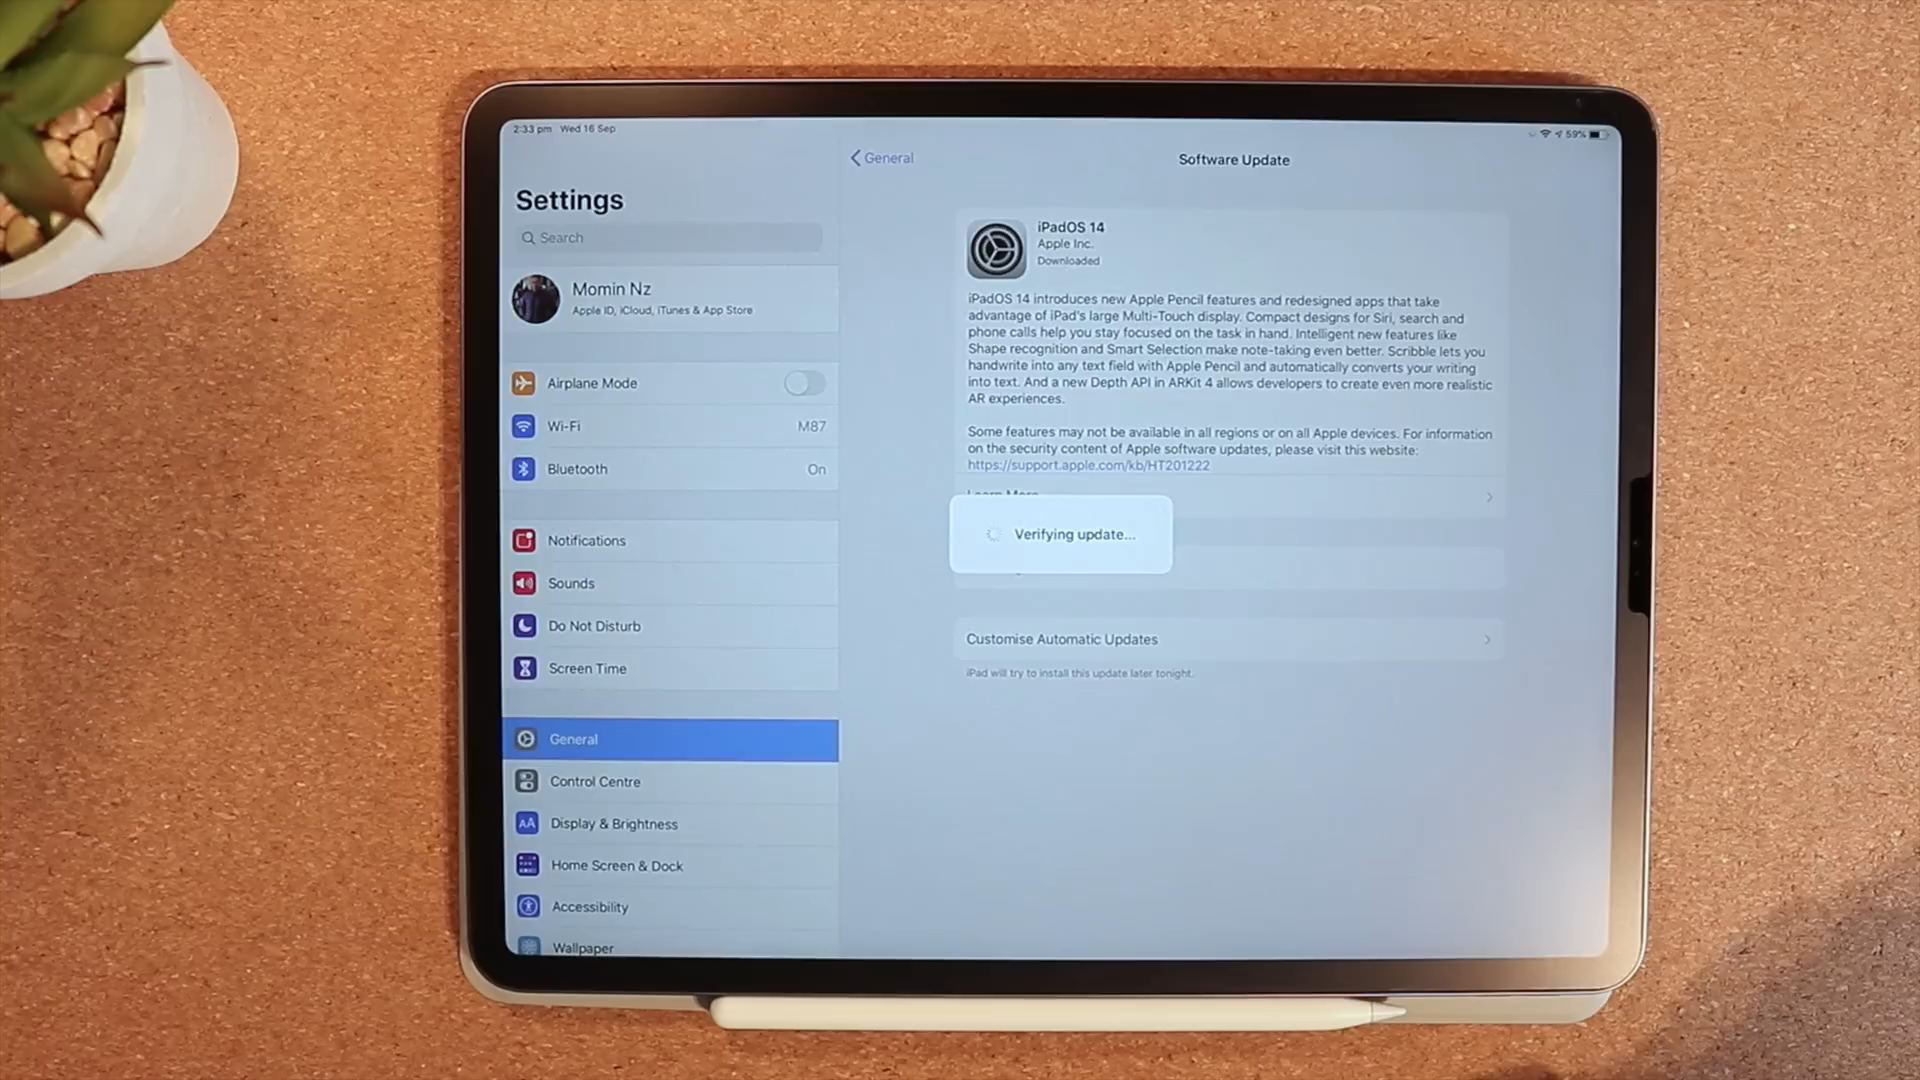 2:33 pm Wed 16 Sep
59%
Settings
Search
Momin Nz
Apple ID, iCloud, iTunes & App Store
Airplane Mode
Wi-Fi M87
Bluetooth On
Notifications
Sounds
Do Not Disturb
Screen Time
General
Control Centre
AA Display & Brightness
Home Screen & Dock
Accessibility
Wallpaper
General
Software Update
iPadOS 14
Apple Inc.
Downloaded
iPadOS 14 introduces new Apple Pencil features and redesigned apps that take
advantage of iPad's large Multi-Touch display. Compact designs for Siri, search and
phone calls help you stay focused on the task in hand. Intelligent new features like
Shape recognition and Smart Selection make note-taking even better. Scribble lets you
handwrite into any text field with Apple Pencil and automatically converts your writing
into text. And a new Depth API in ARKit 4 allows developers to create even more realistic
AR experiences.
Some features may not be available in all regions or on all Apple devices. For information
on the security content of Apple software updates, please visit this website:
https://support.apple.com/kb/HT201222
Learn More
Verifying update...
Customise Automatic Updates
iPad will try to install this update later tonight.